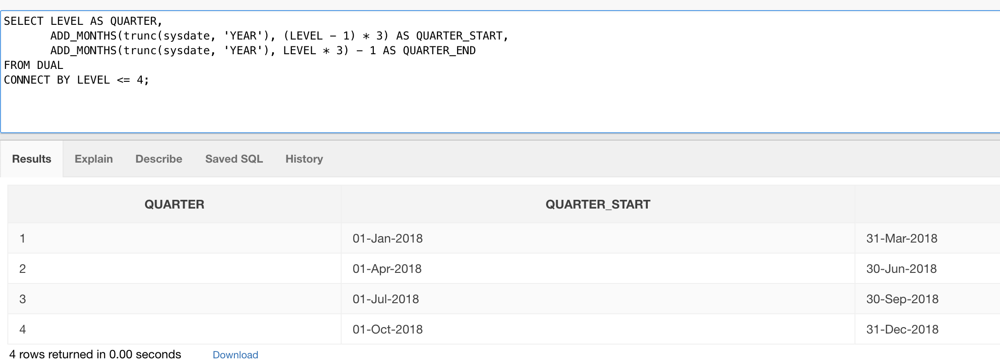 SELECT LEVEL AS QUARTER,
       ADD_MONTHS(trunc(sysdate, 'YEAR'), (LEVEL - 1) * 3) AS QUARTER_START,
       ADD_MONTHS(trunc(sysdate, 'YEAR'), LEVEL * 3) - 1 AS QUARTER_END
FROM DUAL
CONNECT BY LEVEL <= 4;
Results Explain Describe Saved SQL History
QUARTER QUARTER_START
1 01-Jan-2018 31-Mar-2018
2 01-Apr-2018 30-Jun-2018
3 01-Jul-2018 30-Sep-2018
4 01-Oct-2018 31-Dec-2018
4 rows returned in 0.00 seconds Download